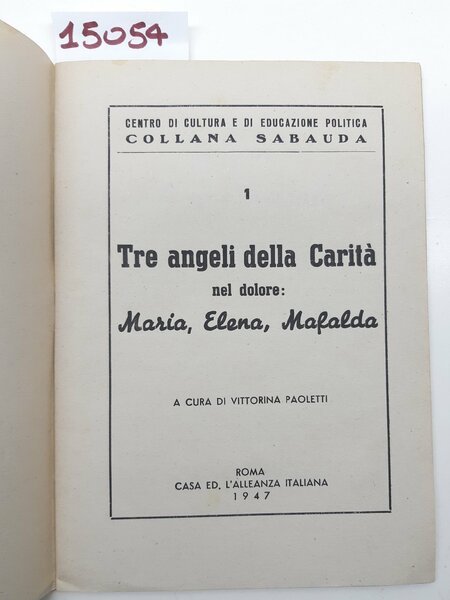 15054
CENTRO DI CULTURA E DI EDUCAZIONE POLITICA
COLLANA SABAUDA
1
Tre angeli della Carità
nel dolore:
Maria, Elena, Mafalda
A CURA DI VITTORINA PAOLETTI
ROMA
CASA ED. L'ALLEANZA ITALIANA
1947